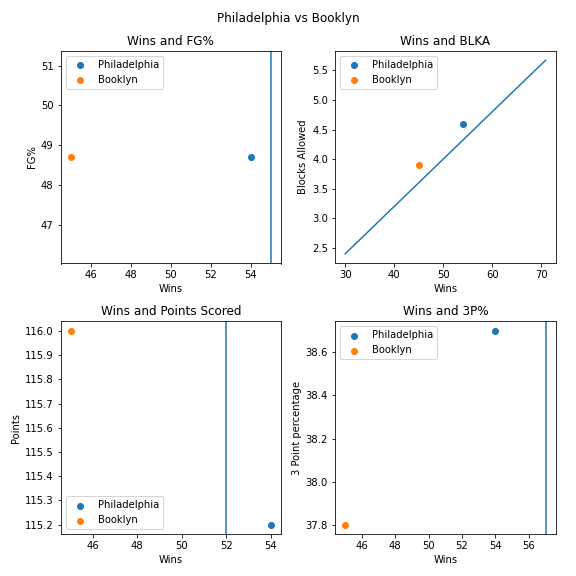 Philadelphia vs Booklyn
Wins and FG%
Philadelphia
Booklyn
51
50
49
48
47
FG%
46 48 50 52 54
Wins
Wins and BLKA
Philadelphia
Booklyn
5.5
5.0
4.5
4.0
3.5
3.0
2.5
Blocks Allowed
30 40 50 60 70
Wins
Wins and Points Scored
116.0
115.9
115.8
115.7
115.6
115.5
115.4
115.3
115.2
Points
Philadelphia
Booklyn
46 48 50 52 54
Wins
Wins and 3P%
Philadelphia
Booklyn
38.6
38.4
38.2
38.0
37.8
3 Point percentage
46 48 50 52 54 56
Wins